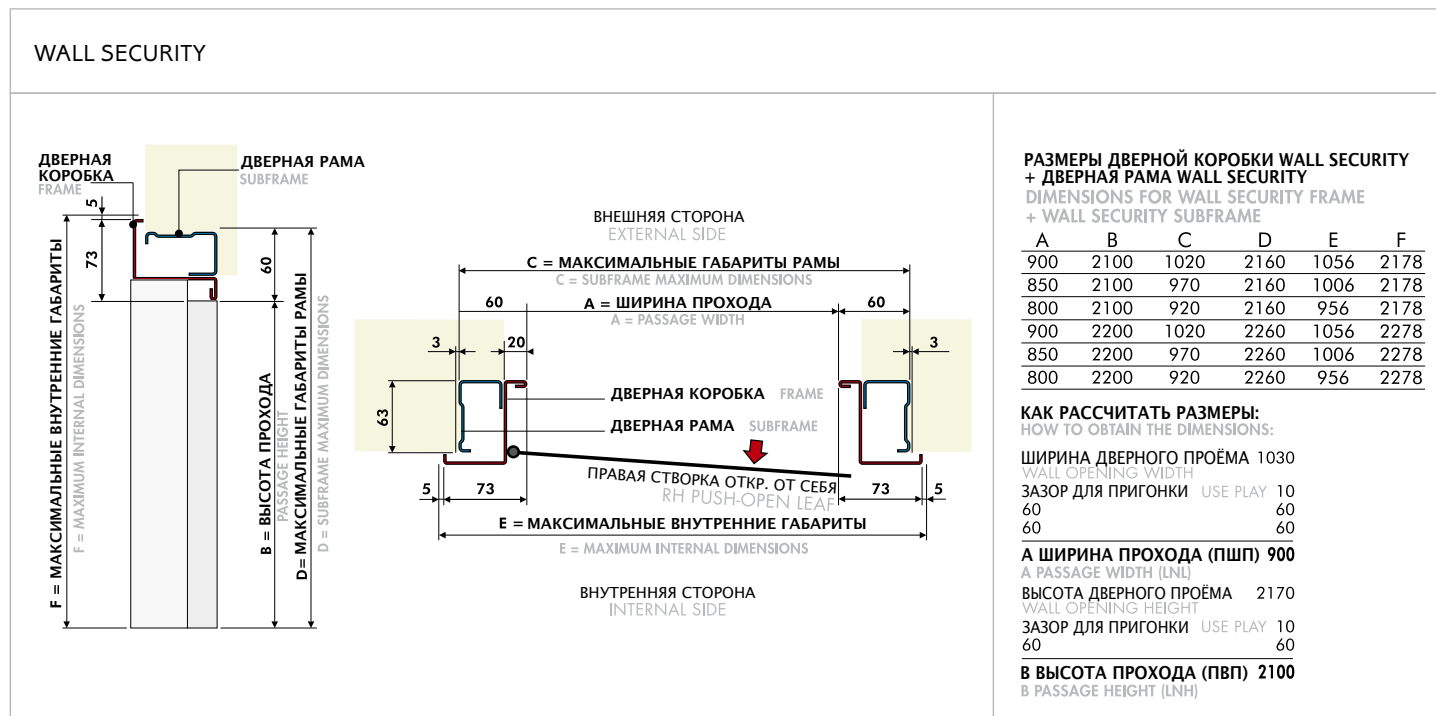 WALL SECURITY
ДВЕРНАЯ
КОРОБКА
FRAME
ДВЕРНАЯ РАМА
SUBFRAME
5
73
60
F = МАКСИМАЛЬНЫЕ ВНУТРЕННИЕ ГАБАРИТЫ
F = MAXIMUM INTERNAL DIMENSIONS
B = ВЫСОТА ПРОХОДА
PASSAGE HEIGHT
D= МАКСИМАЛЬНЫЕ ГАБАРИТЫ РАМЫ
D = SUBFRAME MAXIMUM DIMENSIONS
ВНЕШНЯЯ СТОРОНА
EXTERNAL SIDE
C = МАКСИМАЛЬНЫЕ ГАБАРИТЫ РАМЫ
C = SUBFRAME MAXIMUM DIMENSIONS
60
A = ШИРИНА ПРОХОДА
60
A = PASSAGE WIDTH
3
20
3
63
ДВЕРНАЯ КОРОБКА FRAME
ДВЕРНАЯ РАМА SUBFRAME
ПРАВАЯ СТВОРКА ОТКР. ОТ СЕБЯ
RH PUSH-OPEN LEAF
5
73
73
5
E = МАКСИМАЛЬНЫЕ ВНУТРЕННИЕ ГАБАРИТЫ
E = MAXIMUM INTERNAL DIMENSIONS
ВНУТРЕННЯЯ СТОРОНА
INTERNAL SIDE
РАЗМЕРЫ ДВЕРНОЙ КОРОБКИ WALL SECURITY
+ ДВЕРНАЯ РАМА WALL SECURITY
DIMENSIONS FOR WALL SECURITY FRAME
+ WALL SECURITY SUBFRAME
A B C D E F
900 2100 1020 2160 1056 2178
850 2100 970 2160 1006 2178
800 2100 920 2160 956 2178
900 2200 1020 2260 1056 2278
850 2200 970 2260 1006 2278
800 2200 920 2260 956 2278
КАК РАССЧИТАТЬ РАЗМЕРЫ:
HOW TO OBTAIN THE DIMENSIONS:
ШИРИНА ДВЕРНОГО ПРОЁМА 1030
WALL OPENING WIDTH
ЗАЗОР ДЛЯ ПРИГОНКИ USE PLAY 10
60 60
60 60
А ШИРИНА ПРОХОДА (ПШП) 900
A PASSAGE WIDTH (LNL)
ВЫСОТА ДВЕРНОГО ПРОЁМА 2170
WALL OPENING HEIGHT
ЗАЗОР ДЛЯ ПРИГОНКИ USE PLAY 10
60 60
В ВЫСОТА ПРОХОДА (ПВП) 2100
B PASSAGE HEIGHT (LNH)